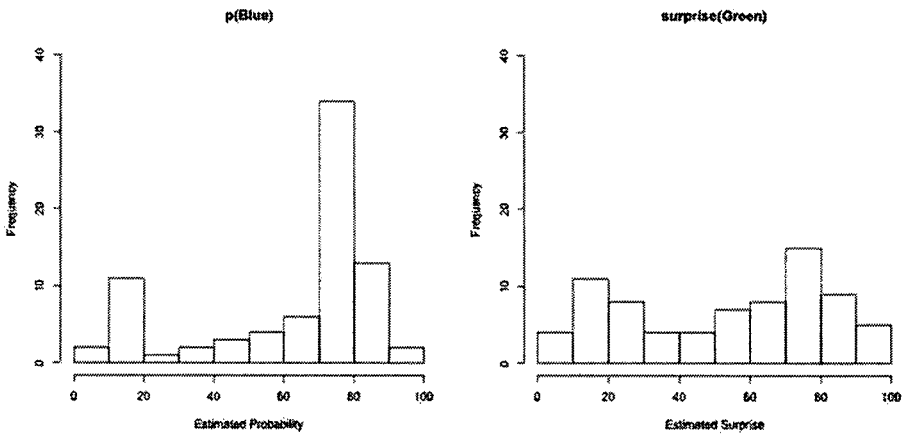 p(Blue)
Frequency
40
30
20
10
0
0 20 40 60 80 100
Estimated Probability
surprise(Green)
Frequency
40
30
20
10
0
0 20 40 60 80 100
Estimated Surprise